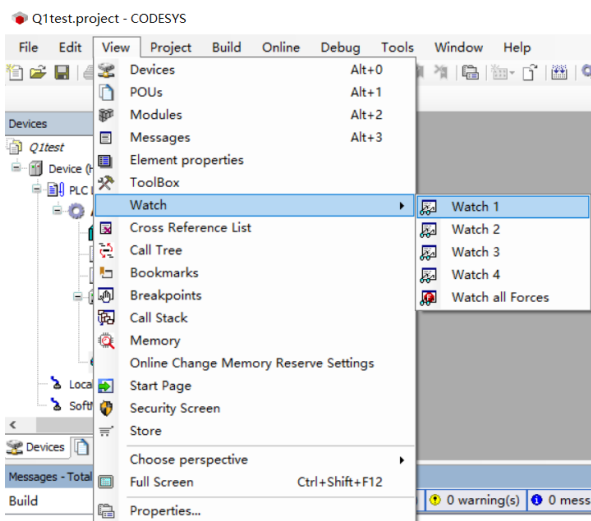 Q1test.project - CODESYS
File Edit View Project Build Online Debug Tools Window Help
Devices Alt+0
POUs Alt+1
Modules Alt+2
Messages Alt+3
Element properties
ToolBox
Watch
Cross Reference List
Call Tree
Bookmarks
Breakpoints
Call Stack
Memory
Online Change Memory Reserve Settings
Start Page
Security Screen
Store
Choose perspective
Full Screen Ctrl+Shift+F12
Properties...
Watch 1
Watch 2
Watch 3
Watch 4
Watch all Forces
Devices
Q1test
Device (H
PLC
Loca
Soft
Devices
Messages - Total
Build
0 warning(s) 0 mess